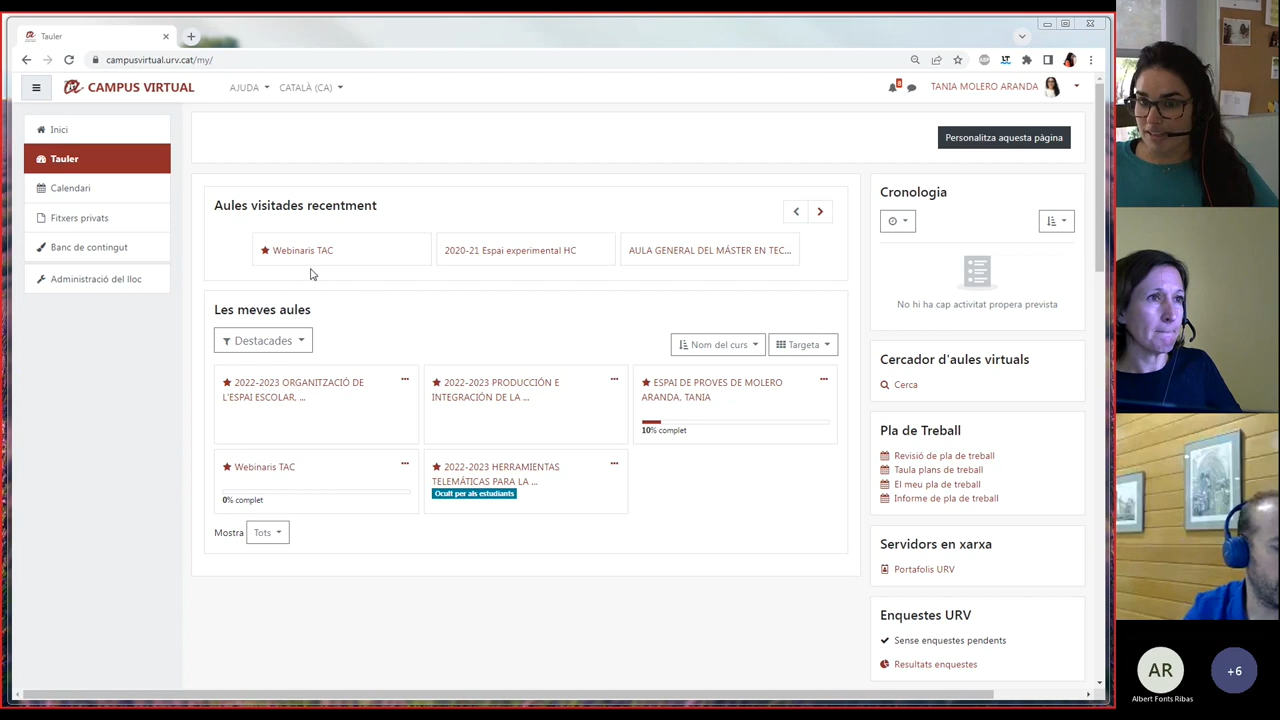 Tauler
campusvirtual.urv.cat/my/
CAMPUS VIRTUAL
AJUDA
CATALÀ (CA)
8
TANIA MOLERO ARANDA
Inici
Tauler
Calendari
Fitxers privats
Banc de contingut
Administració del lloc
Personalitza aquesta pàgina
Aules visitades recentment
Webinaris TAC
2020-21 Espai experimental HC
AULA GENERAL DEL MÁSTER EN TEC...
Les meves aules
Destacades
Nom del curs
Targeta
2022-2023 ORGANITZACIÓ DE
L'ESPAI ESCOLAR, ...
2022-2023 PRODUCCIÓN E
INTEGRACIÓN DE LA ...
ESPAI DE PROVES DE MOLERO
ARANDA, TANIA
10% complet
Webinaris TAC
0% complet
2022-2023 HERRAMIENTAS
TELEMÁTICAS PARA LA ...
Ocult per als estudiants
Mostra Tots
Cronologia
No hi ha cap activitat propera prevista
Cercador d'aules virtuals
Cerca
Pla de Treball
Revisió de pla de treball
Taula plans de treball
El meu pla de treball
Informe de pla de treball
Servidors en xarxa
Portafolis URV
Enquestes URV
Sense enquestes pendents
Resultats enquestes
AR
Albert Fonts Ribas
+6